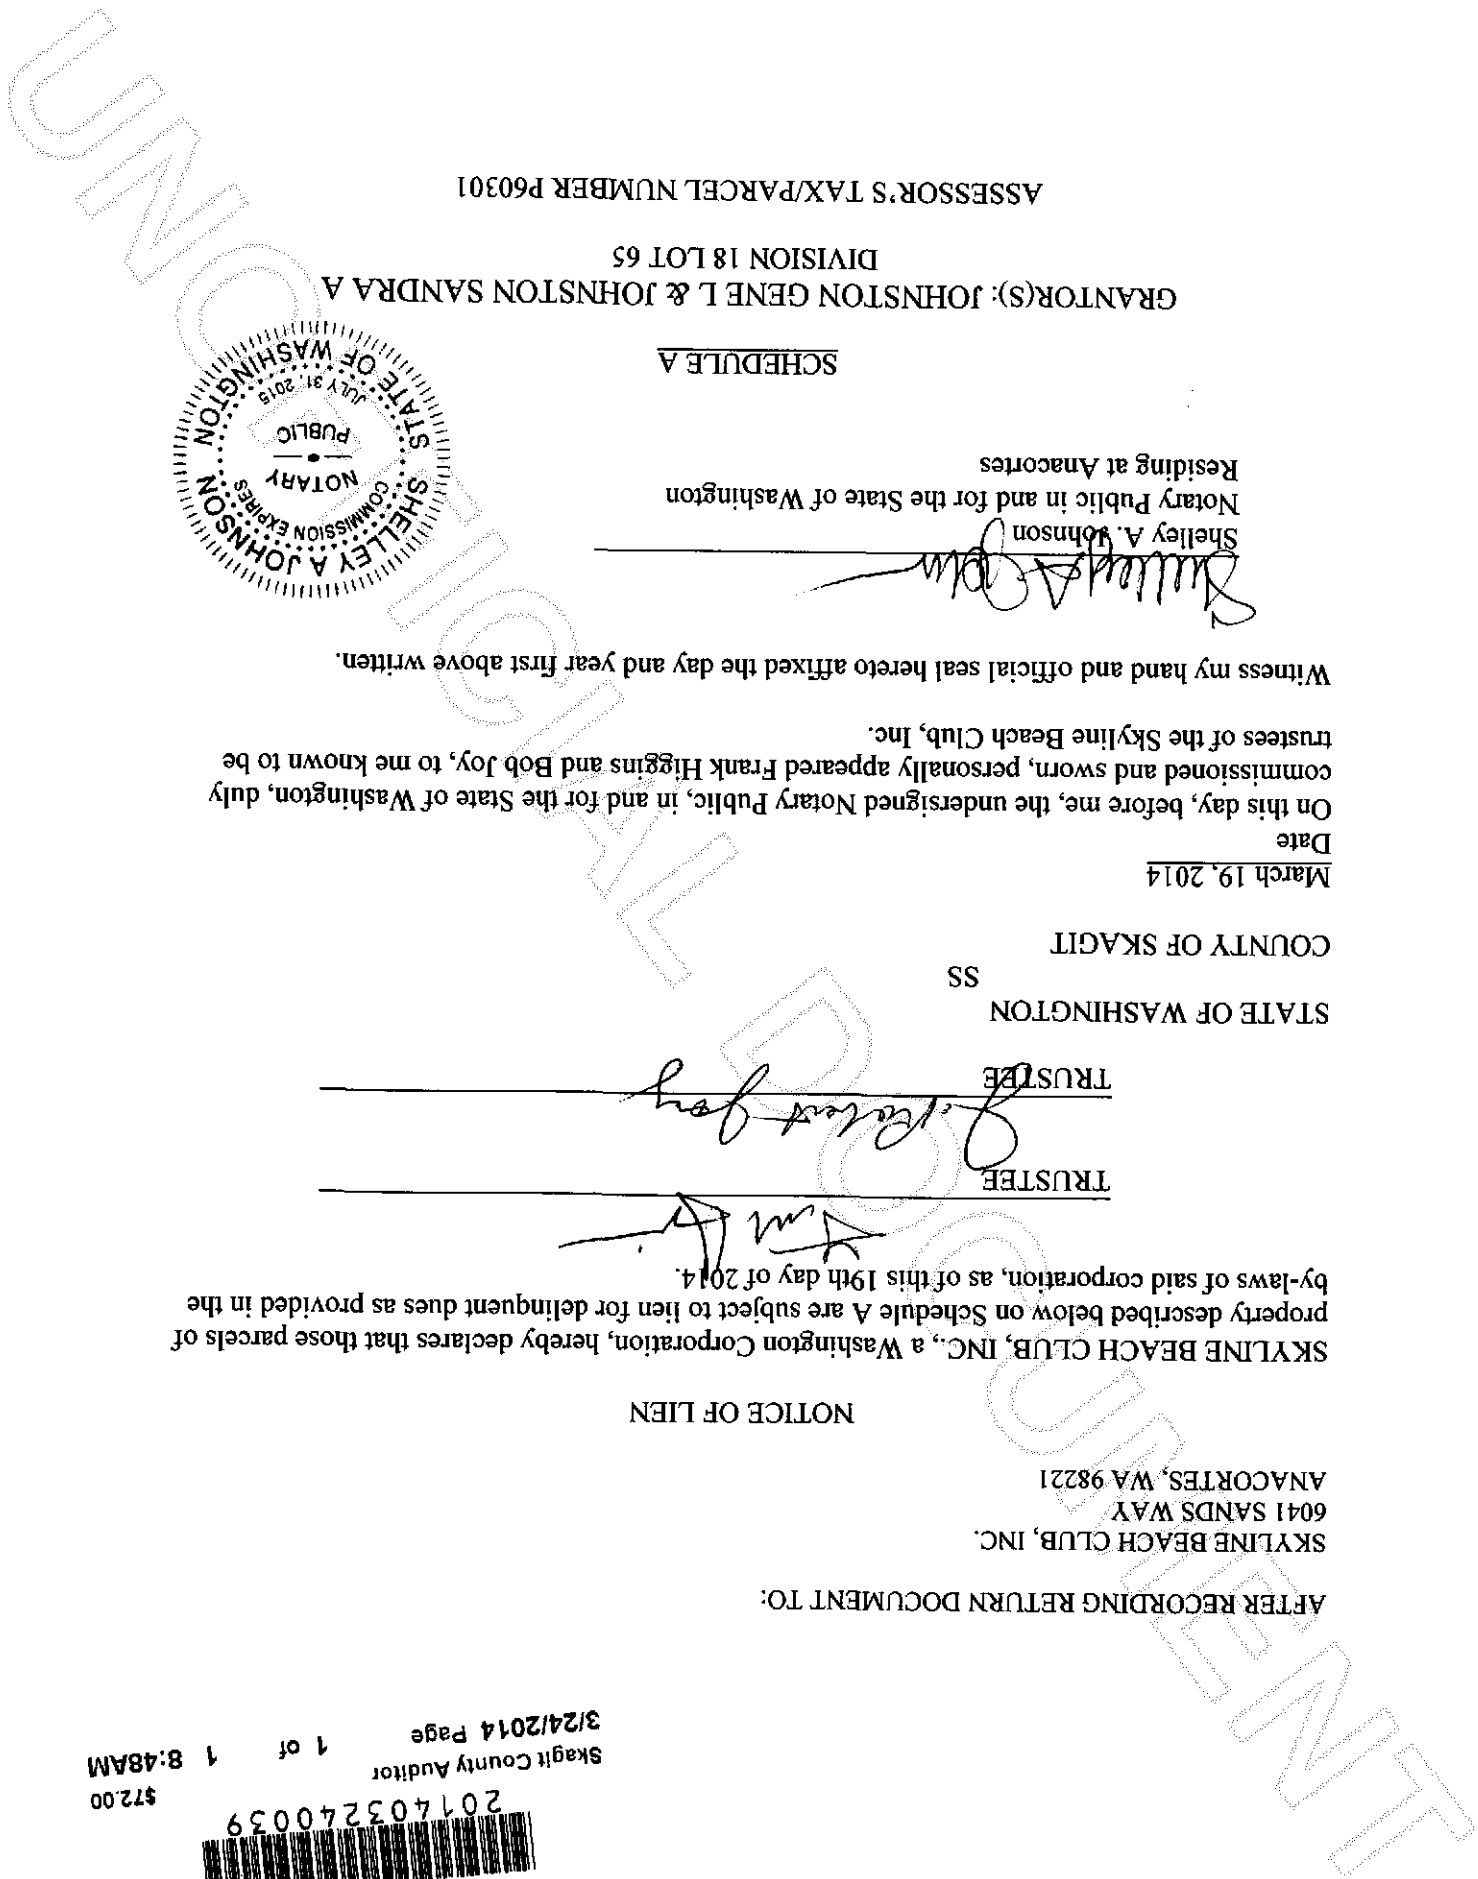 201403240039
Skagit County Auditor $72.00
3/24/2014 Page 1 of 1 8:48AM
AFTER RECORDING RETURN DOCUMENT TO:
SKYLINE BEACH CLUB, INC.
6041 SANDS WAY
ANACORTES, WA 98221
NOTICE OF LIEN
SKYLINE BEACH CLUB, INC., a Washington Corporation, hereby declares that those parcels of
property described below on Schedule A are subject to lien for delinquent dues as provided in the
by-laws of said corporation, as of this 19th day of 2014.
TRUSTEE
J. Robert Joy
TRUSTEE
STATE OF WASHINGTON
SS
COUNTY OF SKAGIT
March 19, 2014
Date
On this day, before me, the undersigned Notary Public, in and for the State of Washington, duly
commissioned and sworn, personally appeared Frank Higgins and Bob Joy, to me known to be
trustees of the Skyline Beach Club, Inc.
Witness my hand and official seal hereto affixed the day and year first above written.
Shelley A. Johnson
Notary Public in and for the State of Washington
Residing at Anacortes
SHELLEY A JOHNSON
COMMISSION EXPIRES
NOTARY
PUBLIC
JULY 31, 2015
STATE OF WASHINGTON
SCHEDULE A
GRANTOR(S): JOHNSTON GENE L & JOHNSTON SANDRA A
DIVISION 18 LOT 65
ASSESSOR'S TAX/PARCEL NUMBER P60301
UNOFFICIAL DOCUMENT